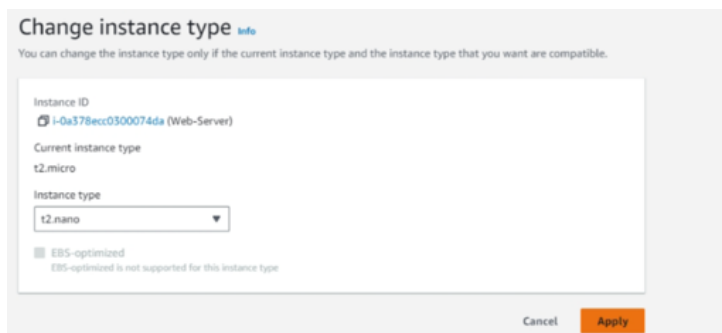 Change instance type Info
You can change the instance type only if the current instance type and the instance type that you want are compatible.
Instance ID
i-0a378ecc0300074da (Web-Server)
Current instance type
t2.micro
Instance type
t2.nano
EBS-optimized
EBS-optimized is not supported for this instance type
Cancel Apply